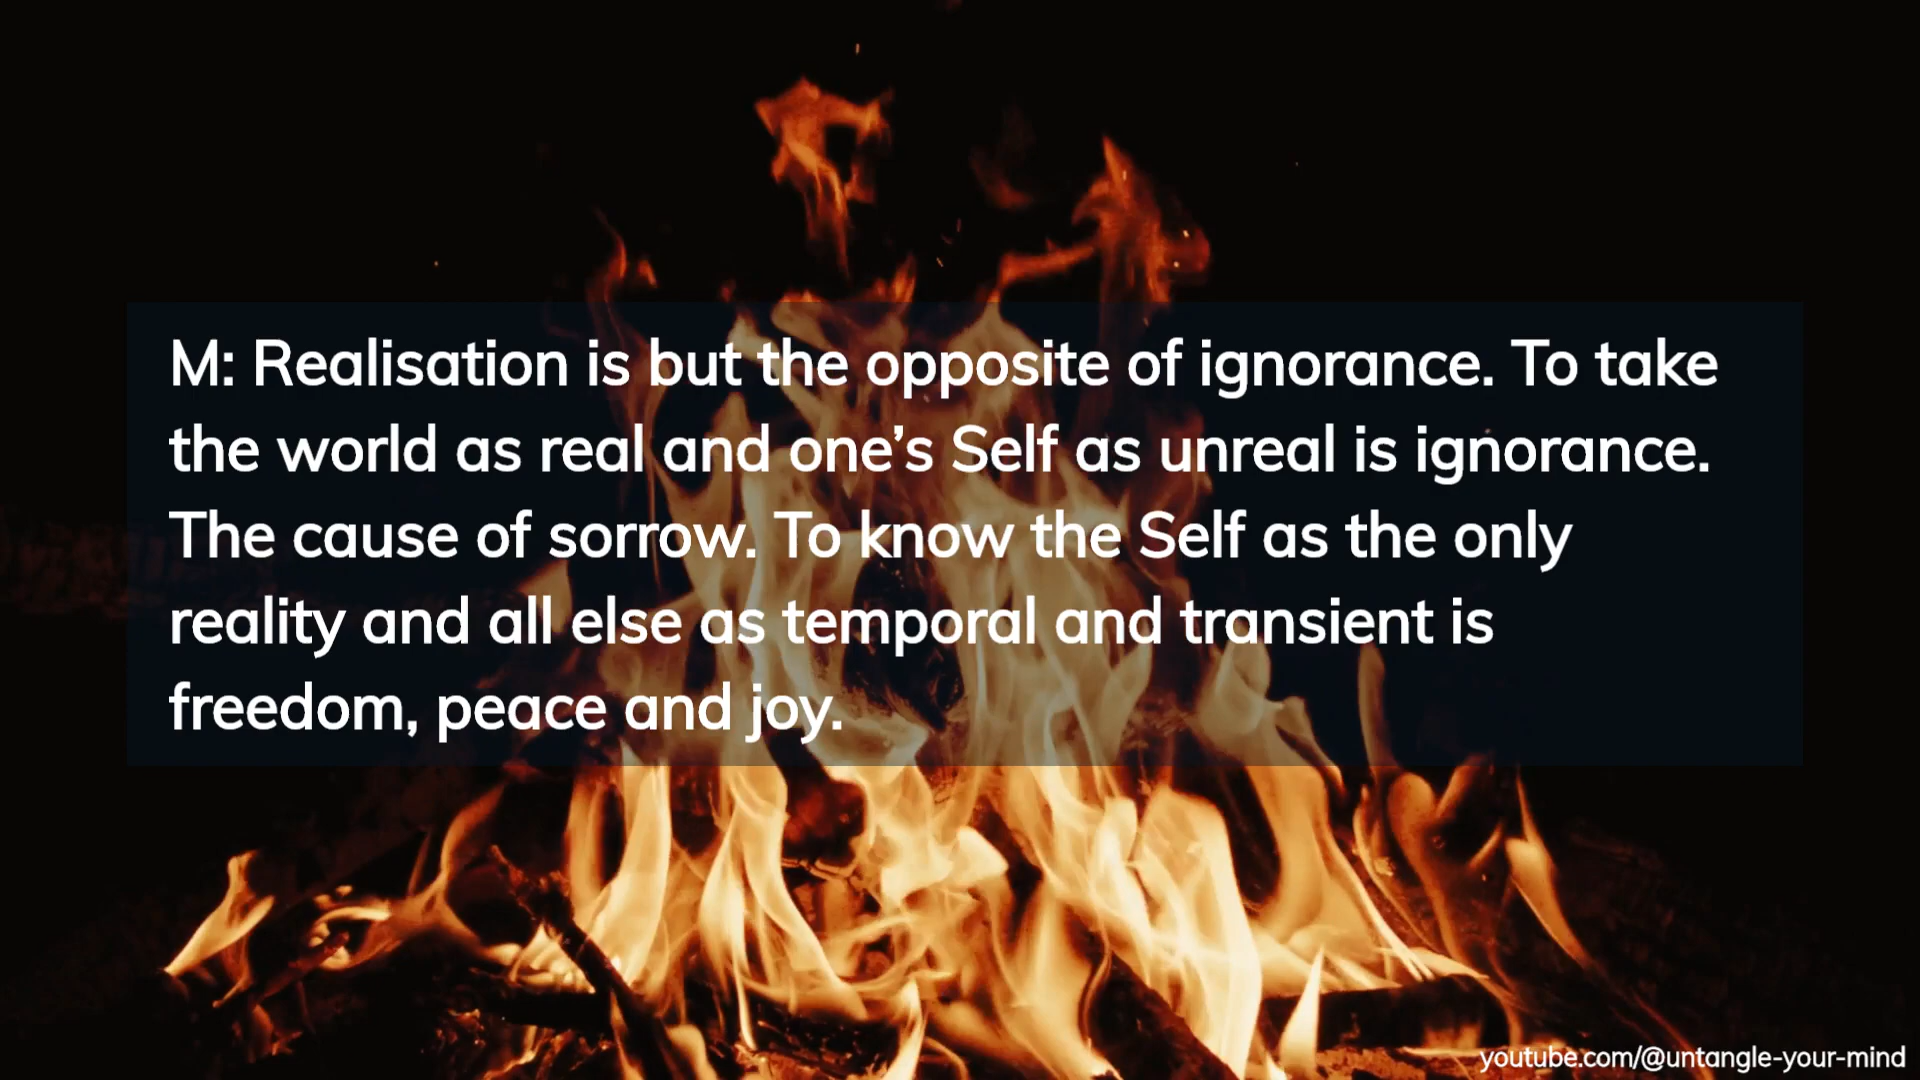 M: Realisation is but the opposite of ignorance. To take
the world as real and one’s Self as unreal is ignorance.
The cause of sorrow. To know the Self as the only
reality and all else as temporal and transient is
freedom, peace and joy.
youtube.com/@untangle-your-mind